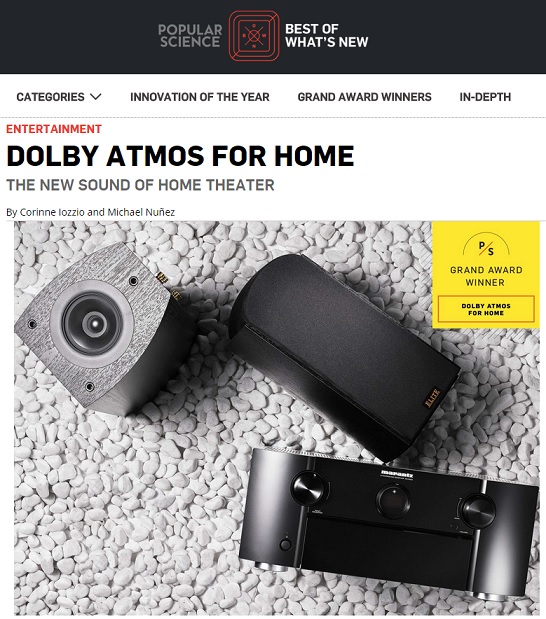 POPULAR
SCIENCE
BEST OF
WHAT'S NEW
CATEGORIES
INNOVATION OF THE YEAR
GRAND AWARD WINNERS
IN-DEPTH
ENTERTAINMENT
DOLBY ATMOS FOR HOME
THE NEW SOUND OF HOME THEATER
By Corinne Iozzio and Michael Nuñez
P/S
GRAND AWARD
WINNER
DOLBY ATMOS
FOR HOME
ELITE
marantz